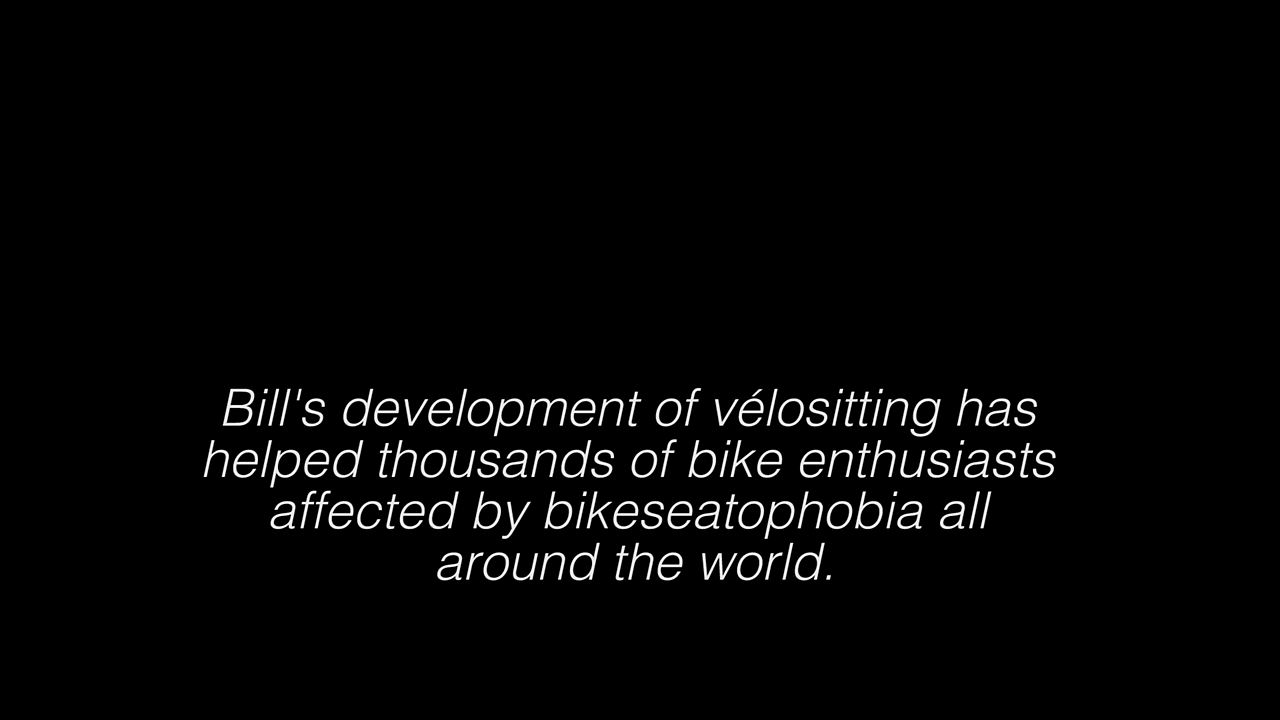 Bill's development of vélositting has
helped thousands of bike enthusiasts
affected by bikeseatophobia all
around the world.